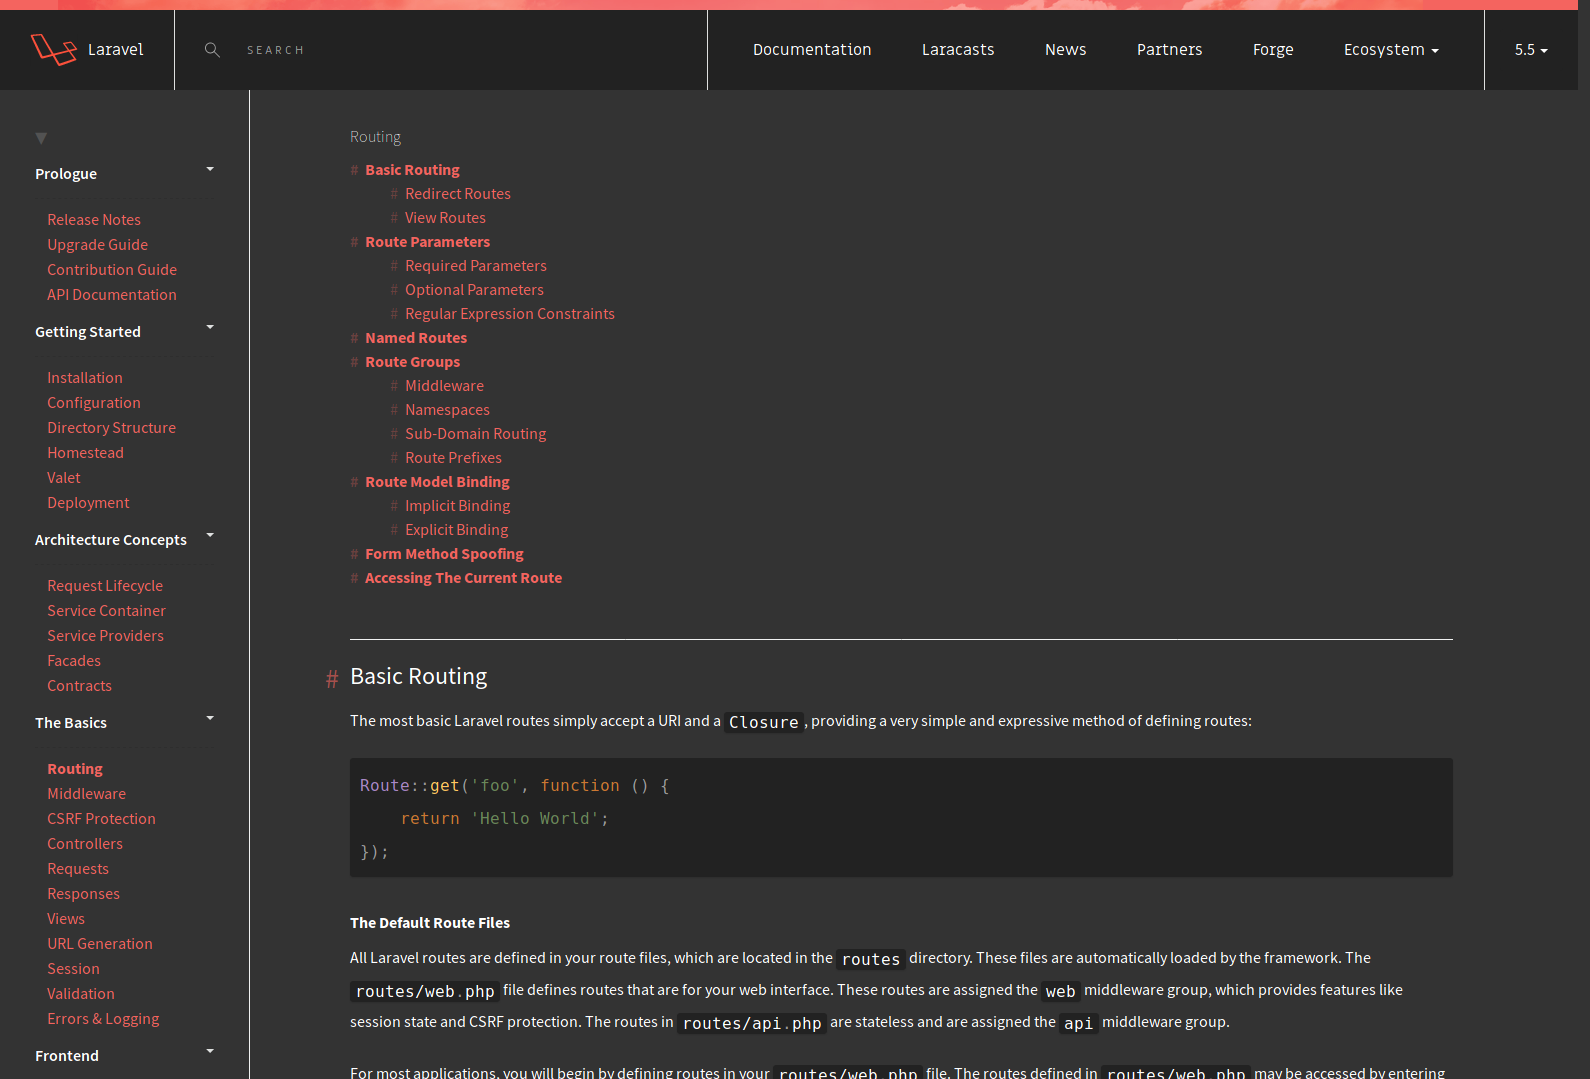 Laravel
SEARCH
Documentation
Laracasts
News
Partners
Forge
Ecosystem
5.5
Prologue
Release Notes
Upgrade Guide
Contribution Guide
API Documentation
Getting Started
Installation
Configuration
Directory Structure
Homestead
Valet
Deployment
Architecture Concepts
Request Lifecycle
Service Container
Service Providers
Facades
Contracts
The Basics
Routing
Middleware
CSRF Protection
Controllers
Requests
Responses
Views
URL Generation
Session
Validation
Errors & Logging
Frontend
Routing
# Basic Routing
# Redirect Routes
# View Routes
# Route Parameters
# Required Parameters
# Optional Parameters
# Regular Expression Constraints
# Named Routes
# Route Groups
# Middleware
# Namespaces
# Sub-Domain Routing
# Route Prefixes
# Route Model Binding
# Implicit Binding
# Explicit Binding
# Form Method Spoofing
# Accessing The Current Route
# Basic Routing
The most basic Laravel routes simply accept a URI and a Closure, providing a very simple and expressive method of defining routes:
Route::get('foo', function () {
    return 'Hello World';
});
The Default Route Files
All Laravel routes are defined in your route files, which are located in the routes directory. These files are automatically loaded by the framework. The
routes/web.php file defines routes that are for your web interface. These routes are assigned the web middleware group, which provides features like
session state and CSRF protection. The routes in routes/api.php are stateless and are assigned the api middleware group.
For most applications, you will begin by defining routes in your routes/web.php file. The routes defined in routes/web.php may be accessed by entering